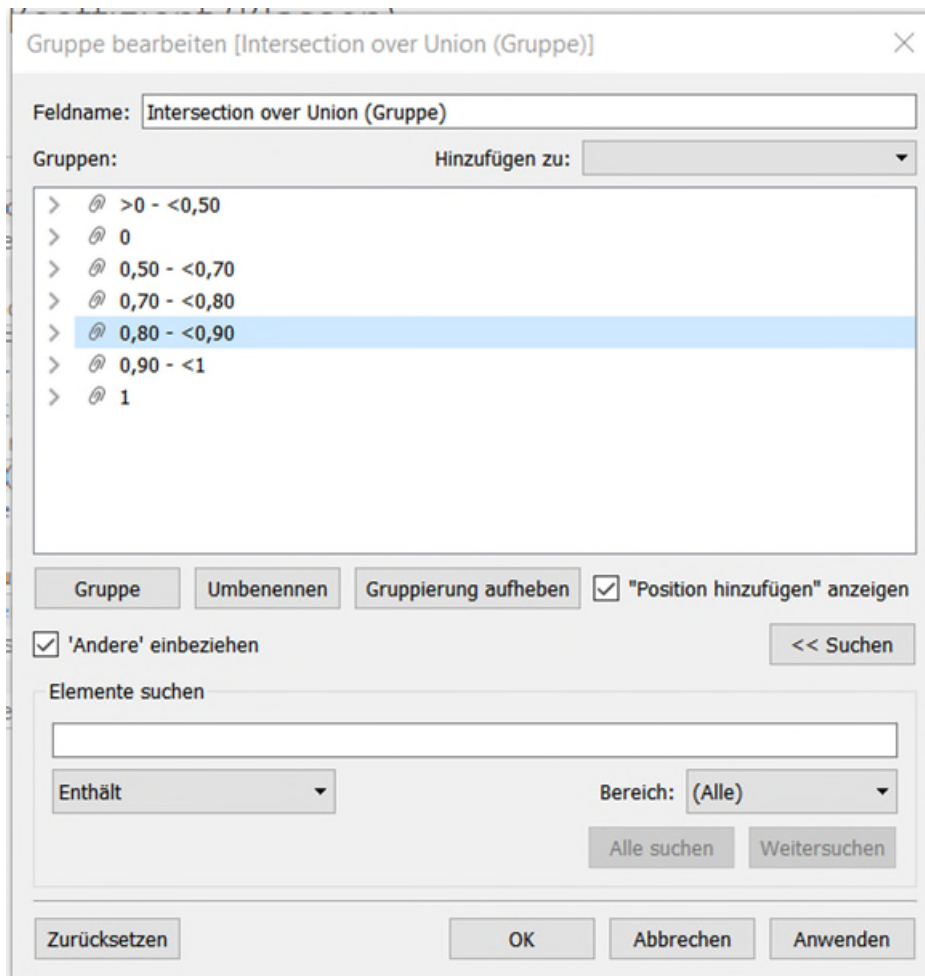 Gruppe bearbeiten [Intersection over Union (Gruppe)]
Feldname: Intersection over Union (Gruppe)
Gruppen: Hinzufügen zu:
>0 - <0,50
0
0,50 - <0,70
0,70 - <0,80
0,80 - <0,90
0,90 - <1
1
Gruppe Umbenennen Gruppierung aufheben "Position hinzufügen" anzeigen
'Andere' einbeziehen << Suchen
Elemente suchen
Enthält Bereich: (Alle)
Alle suchen Weitersuchen
Zurücksetzen OK Abbrechen Anwenden